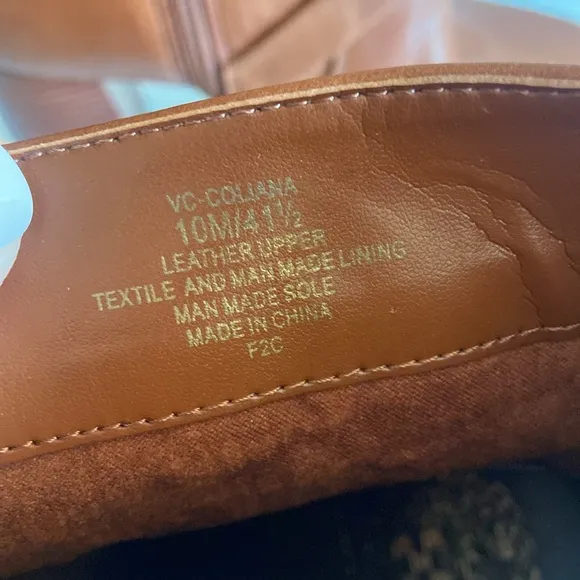 VC-COLIANA
10M/41½
LEATHER UPPER
TEXTILE AND MAN MADE LINING
MAN MADE SOLE
MADE IN CHINA
F2C